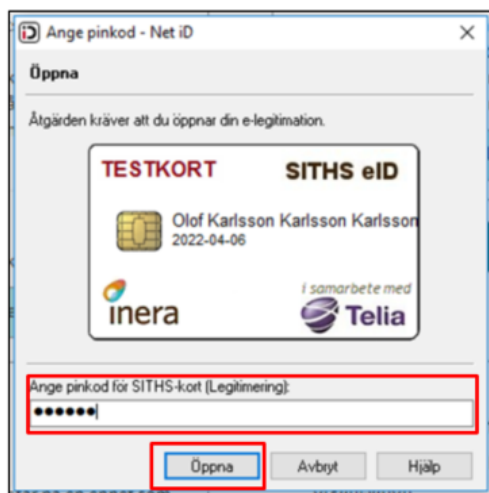 Ange pinkod - Net iD
Öppna
Åtgärden kräver att du öppnar din e-legitimation.
TESTKORT SITHS eID
Olof Karlsson Karlsson Karlsson
2022-04-06
inera
i samarbete med
Telia
Ange pinkod för SITHS-kort (Legitimering):
●●●●●●
Öppna Avbryt Hjälp